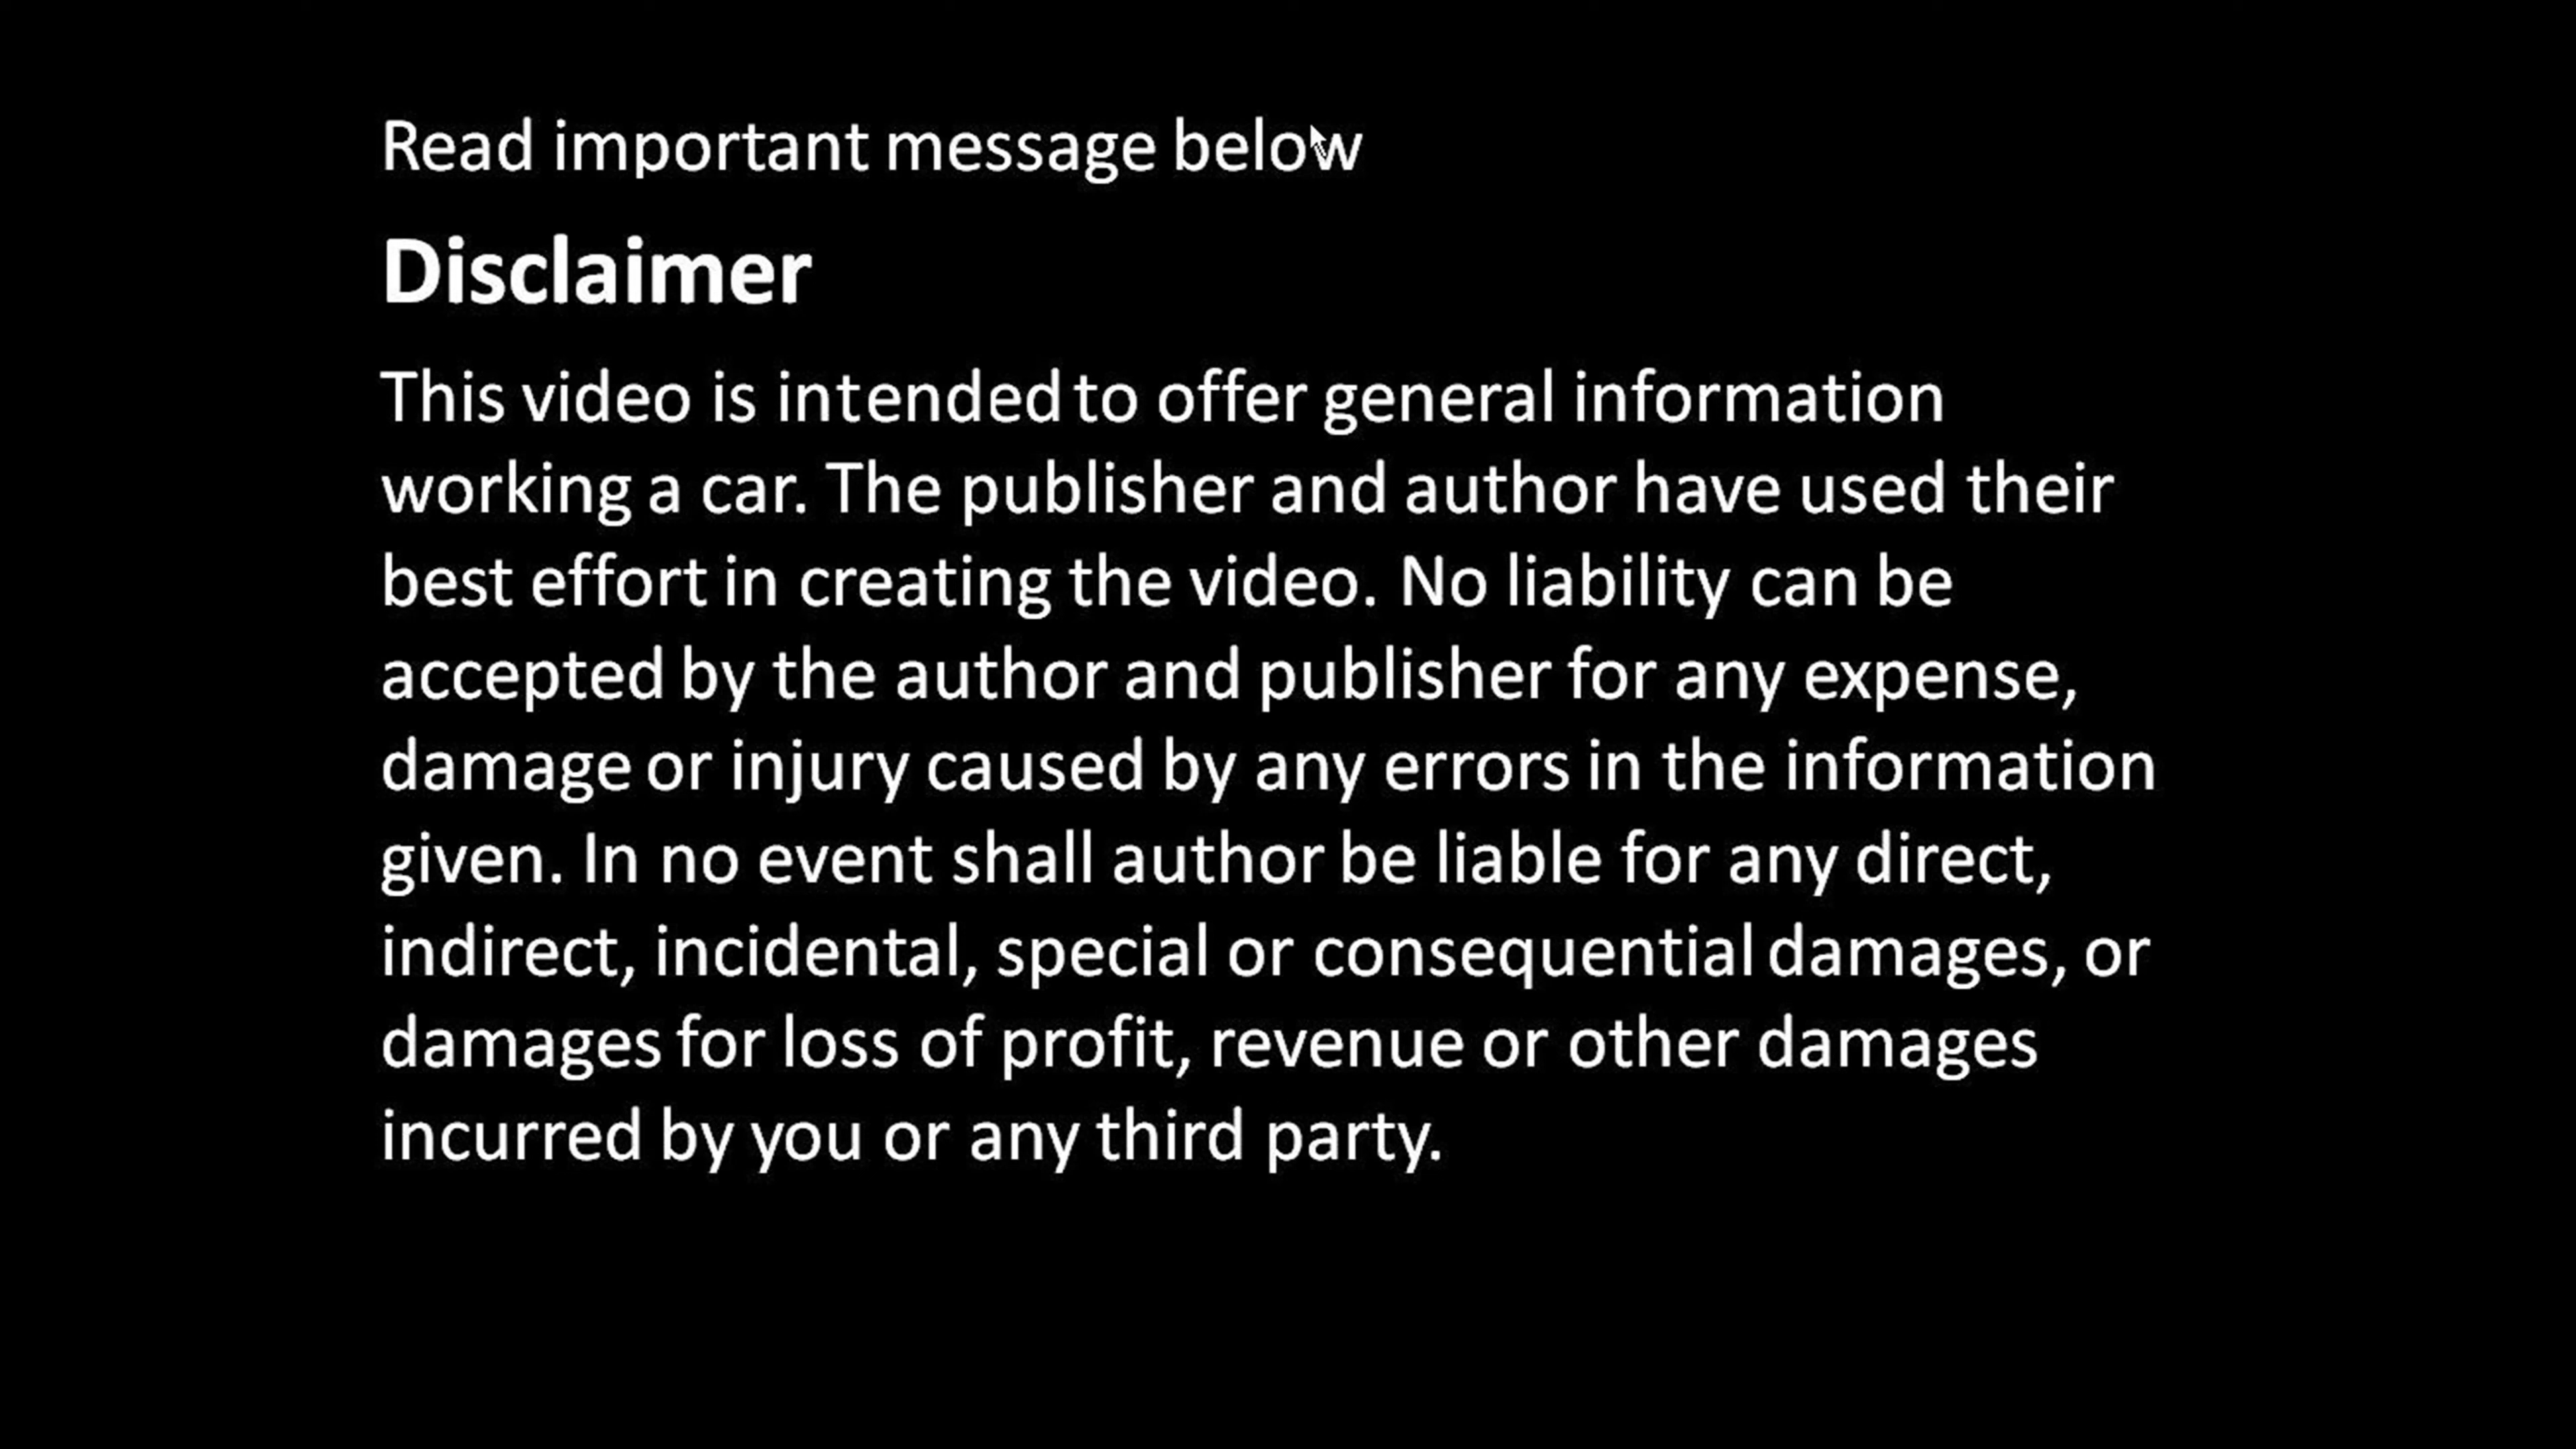 Read important message below
Disclaimer
This video is intended to offer general information
working a car. The publisher and author have used their
best effort in creating the video. No liability can be
accepted by the author and publisher for any expense,
damage or injury caused by any errors in the information
given. In no event shall author be liable for any direct,
indirect, incidental, special or consequential damages, or
damages for loss of profit, revenue or other damages
incurred by you or any third party.